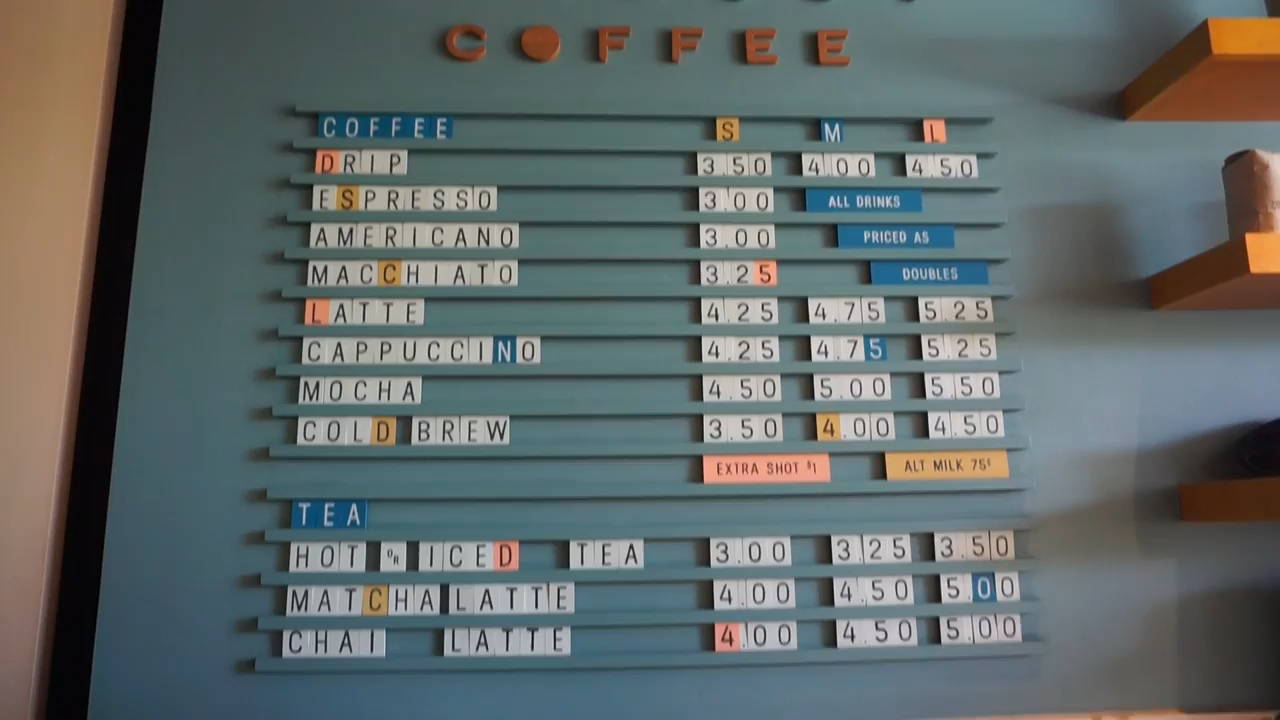 COFFEE
COFFEE S M L
DRIP 3.50 4.00 4.50
ESPRESSO 3.00 ALL DRINKS
AMERICANO 3.00 PRICED AS
MACCHIATO 3.25 DOUBLES
LATTE 4.25 4.75 5.25
CAPPUCCINO 4.25 4.75 5.25
MOCHA 4.50 5.00 5.50
COLD BREW 3.50 4.00 4.50
EXTRA SHOT $1 ALT MILK 75¢
TEA
HOT OR ICED TEA 3.00 3.25 3.50
MATCHA LATTE 4.00 4.50 5.00
CHAI LATTE 4.00 4.50 5.00